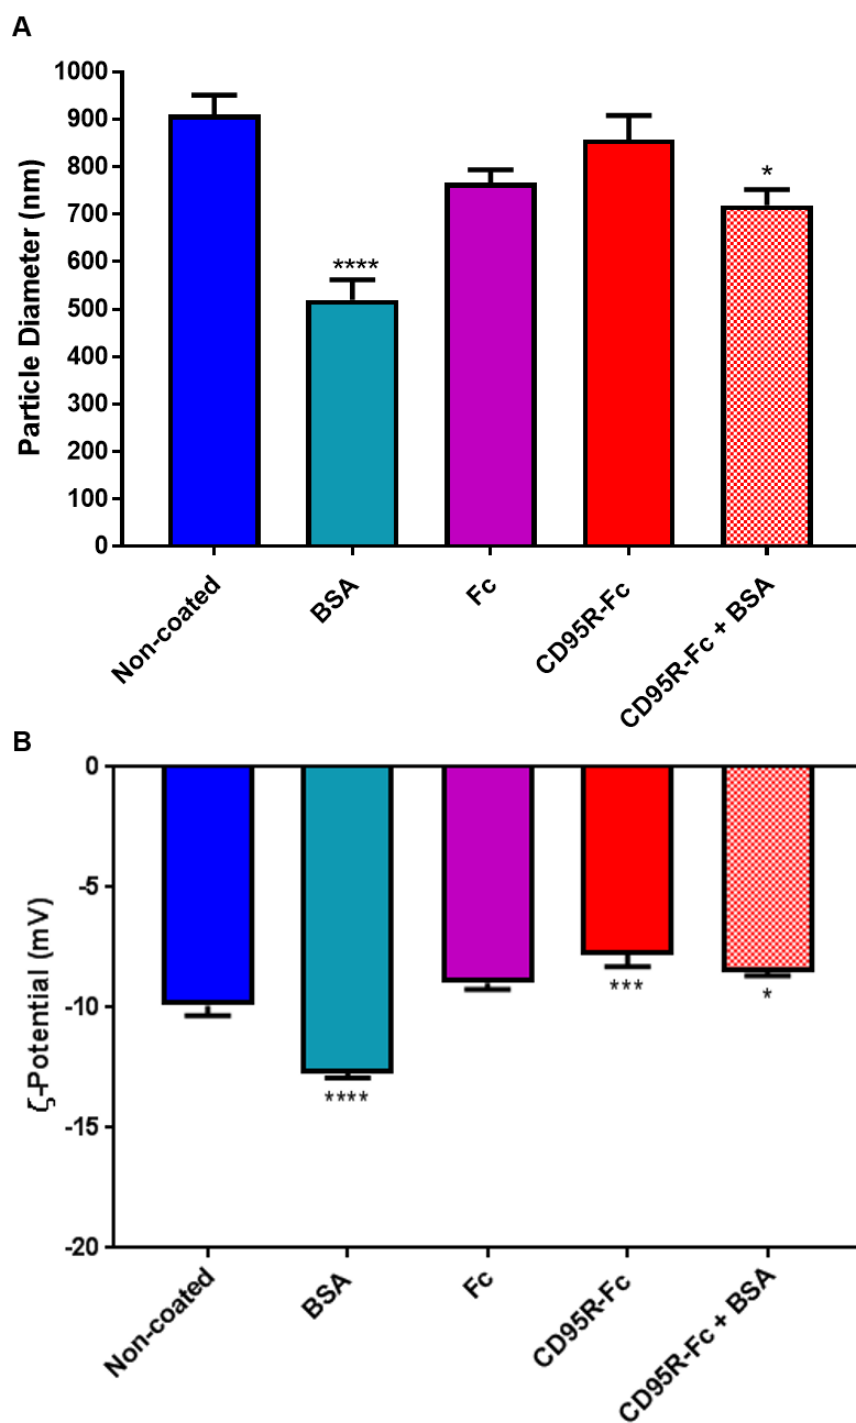 A
Particle Diameter (nm)
1000
900
800
700
600
500
400
300
200
100
0
****
*
Non-coated
BSA
Fc
CD95R-Fc
CD95R-Fc + BSA
B
ζ-Potential (mV)
0
-5
-10
-15
-20
****
***
*
Non-coated
BSA
Fc
CD95R-Fc
CD95R-Fc + BSA